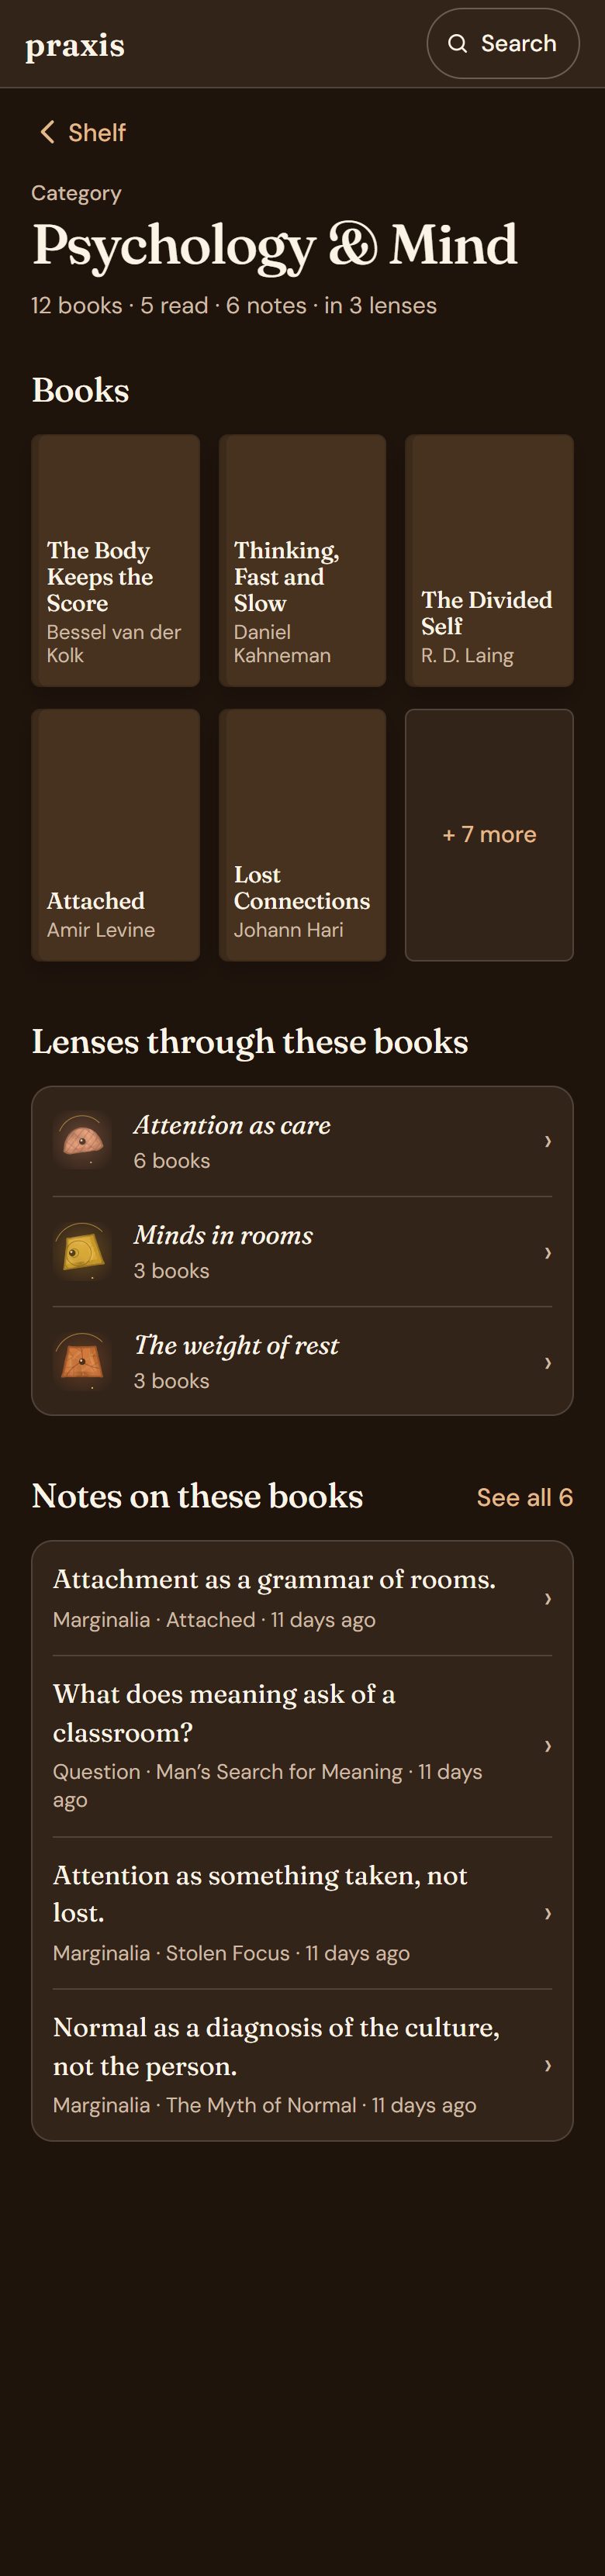 praxis
Search
Shelf
Category
Psychology & Mind
12 books · 5 read · 6 notes · in 3 lenses
Books
The Body
Keeps the
Score
Bessel van der
Kolk
Thinking,
Fast and
Slow
Daniel
Kahneman
The Divided
Self
R. D. Laing
Attached
Amir Levine
Lost
Connections
Johann Hari
+ 7 more
Lenses through these books
Attention as care
6 books
Minds in rooms
3 books
The weight of rest
3 books
Notes on these books
See all 6
Attachment as a grammar of rooms.
Marginalia · Attached · 11 days ago
What does meaning ask of a
classroom?
Question · Man’s Search for Meaning · 11 days
ago
Attention as something taken, not
lost.
Marginalia · Stolen Focus · 11 days ago
Normal as a diagnosis of the culture,
not the person.
Marginalia · The Myth of Normal · 11 days ago